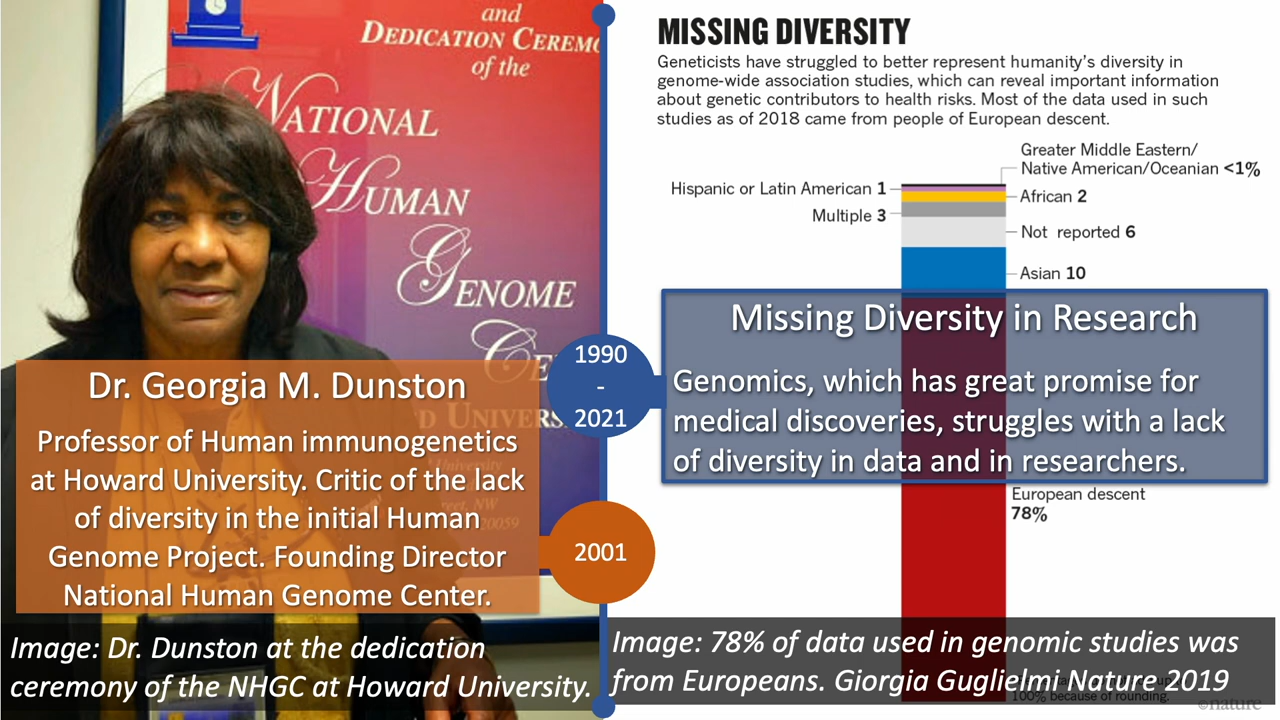 and
DEDICATION CEREMO
of the
NATIONAL
HUMAN
GENOME
CE
D UNIVERS
University
reet, NW
20059
Dr. Georgia M. Dunston
Professor of Human immunogenetics
at Howard University. Critic of the lack
of diversity in the initial Human
Genome Project. Founding Director
National Human Genome Center.
Image: Dr. Dunston at the dedication
ceremony of the NHGC at Howard University.
1990
-
2021
2001
MISSING DIVERSITY
Geneticists have struggled to better represent humanity’s diversity in
genome-wide association studies, which can reveal important information
about genetic contributors to health risks. Most of the data used in such
studies as of 2018 came from people of European descent.
Greater Middle Eastern/
Native American/Oceanian <1%
Hispanic or Latin American 1
African 2
Multiple 3
Not reported 6
Asian 10
Missing Diversity in Research
Genomics, which has great promise for
medical discoveries, struggles with a lack
of diversity in data and in researchers.
European descent
78%
Image: 78% of data used in genomic studies was
from Europeans. Giorgia Guglielmi Nature 2019
100% because of rounding.
©nature